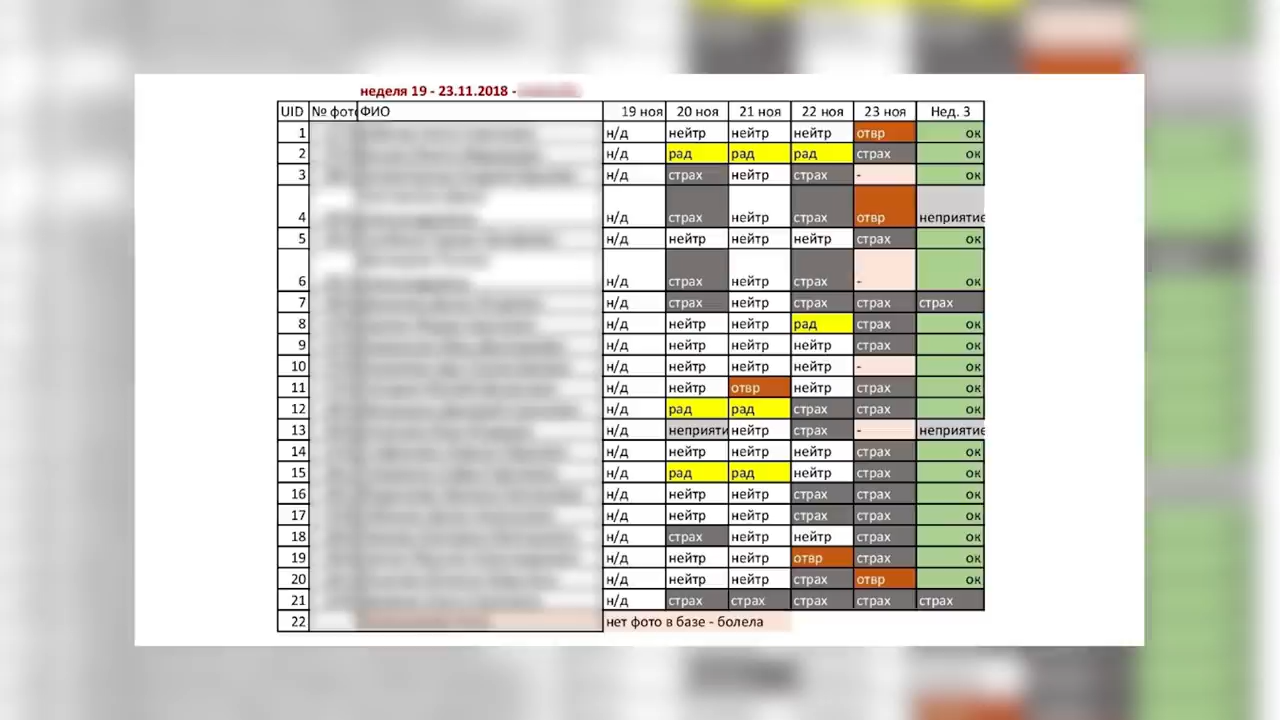 неделя 19 - 23.11.2018 -
UID № фот ФИО 19 ноя 20 ноя 21 ноя 22 ноя 23 ноя Нед. 3
1 н/д нейтр нейтр нейтр отвр ок
2 н/д рад рад рад страх ок
3 н/д страх нейтр страх - ок
4 н/д страх нейтр страх отвр неприятие
5 н/д нейтр нейтр нейтр страх ок
6 н/д страх нейтр страх - ок
7 н/д страх нейтр страх страх страх
8 н/д нейтр нейтр рад страх ок
9 н/д нейтр нейтр нейтр страх ок
10 н/д нейтр нейтр нейтр - ок
11 н/д нейтр отвр нейтр страх ок
12 н/д рад рад страх страх ок
13 н/д неприяти нейтр страх - неприятие
14 н/д нейтр нейтр нейтр страх ок
15 н/д рад рад нейтр страх ок
16 н/д нейтр нейтр страх страх ок
17 н/д нейтр нейтр страх страх ок
18 н/д страх нейтр нейтр страх ок
19 н/д нейтр нейтр отвр страх ок
20 н/д нейтр нейтр страх отвр ок
21 н/д страх страх страх страх страх
22 нет фото в базе - болела